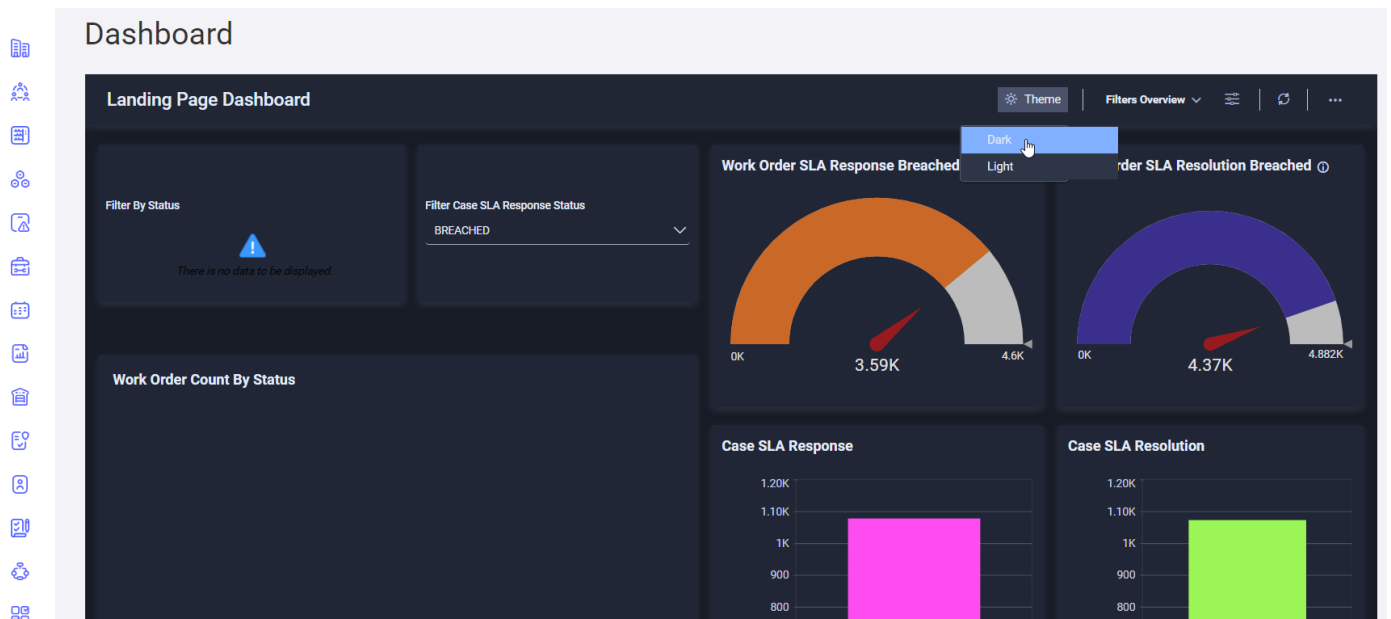 Dashboard
Landing Page Dashboard
Theme
Filters Overview
Dark
Light
Filter By Status
There is no data to be displayed.
Filter Case SLA Response Status
BREACHED
Work Order SLA Response Breached
0K
3.59K
4.6K
rder SLA Resolution Breached
0K
4.37K
4.882K
Work Order Count By Status
Case SLA Response
1.20K
1.10K
1K
900
800
Case SLA Resolution
1.20K
1.10K
1K
900
800